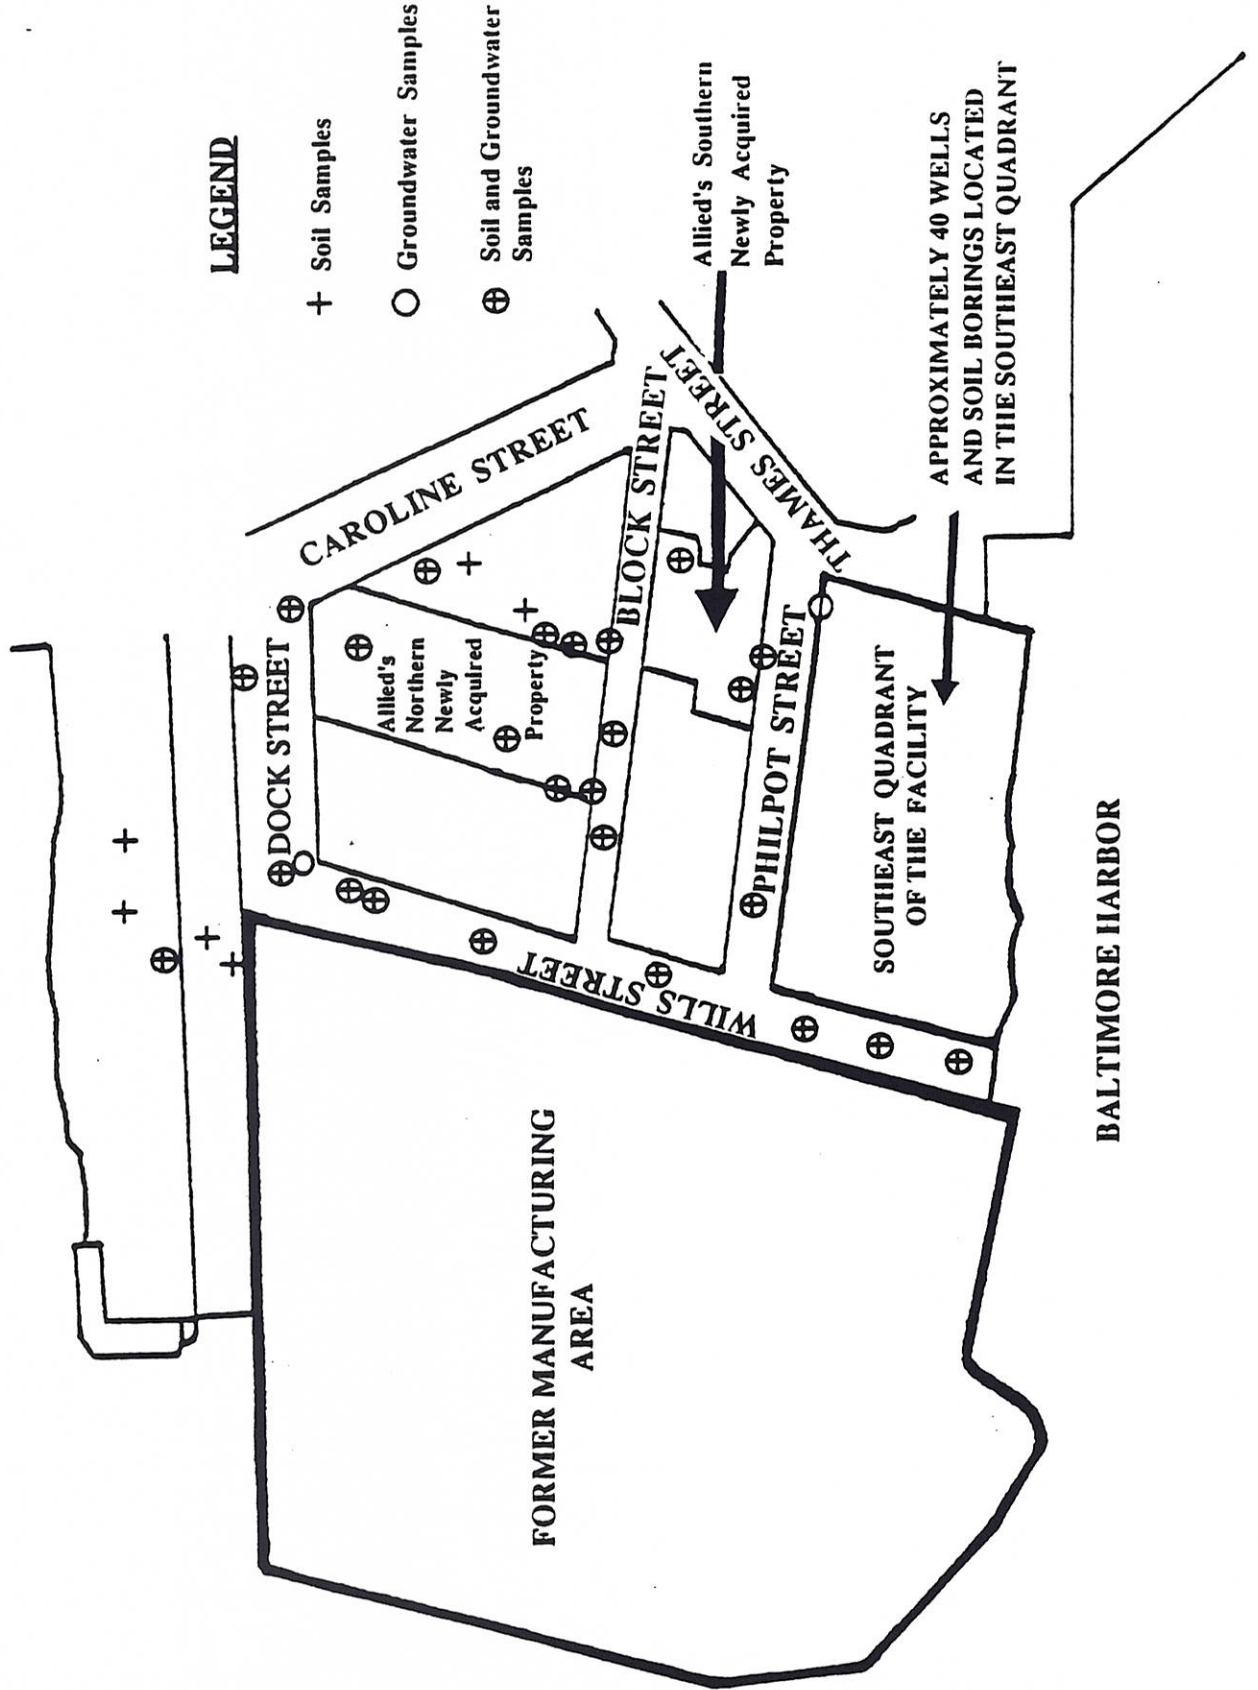 LEGEND
Soil Samples
Groundwater Samples
Soil and Groundwater
Samples
DOCK STREET
CAROLINE STREET
Allied's
Northern
Newly
Acquired
Property
BLOCK STREET
Allied's Southern
Newly Acquired
Property
THAMES STREET
WILLS STREET
PHILPOT STREET
FORMER MANUFACTURING
AREA
SOUTHEAST QUADRANT
OF THE FACILITY
APPROXIMATELY 40 WELLS
AND SOIL BORINGS LOCATED
IN THE SOUTHEAST QUADRANT
BALTIMORE HARBOR